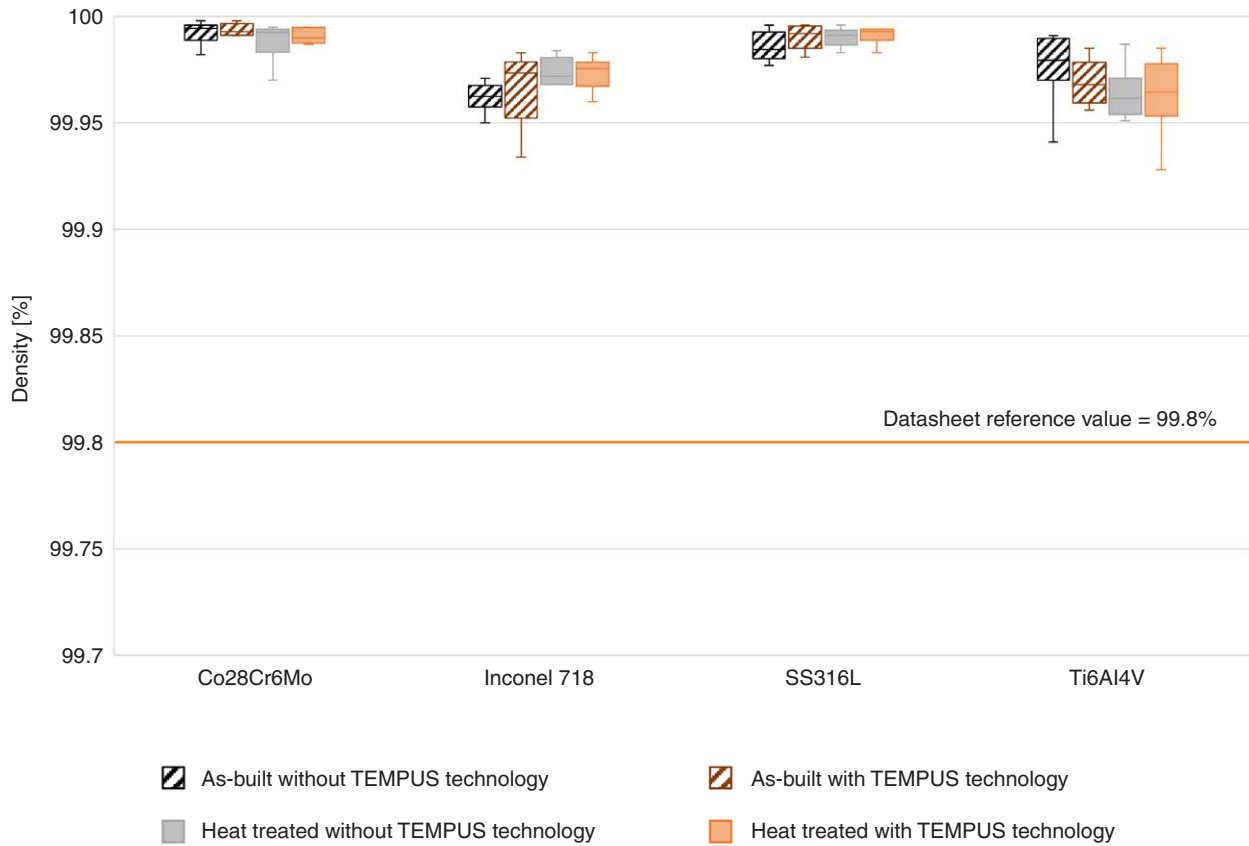 100
99.95
99.9
99.85
99.8
99.75
99.7
Density [%]
Datasheet reference value = 99.8%
Co28Cr6Mo
Inconel 718
SS316L
Ti6AI4V
As-built without TEMPUS technology
As-built with TEMPUS technology
Heat treated without TEMPUS technology
Heat treated with TEMPUS technology